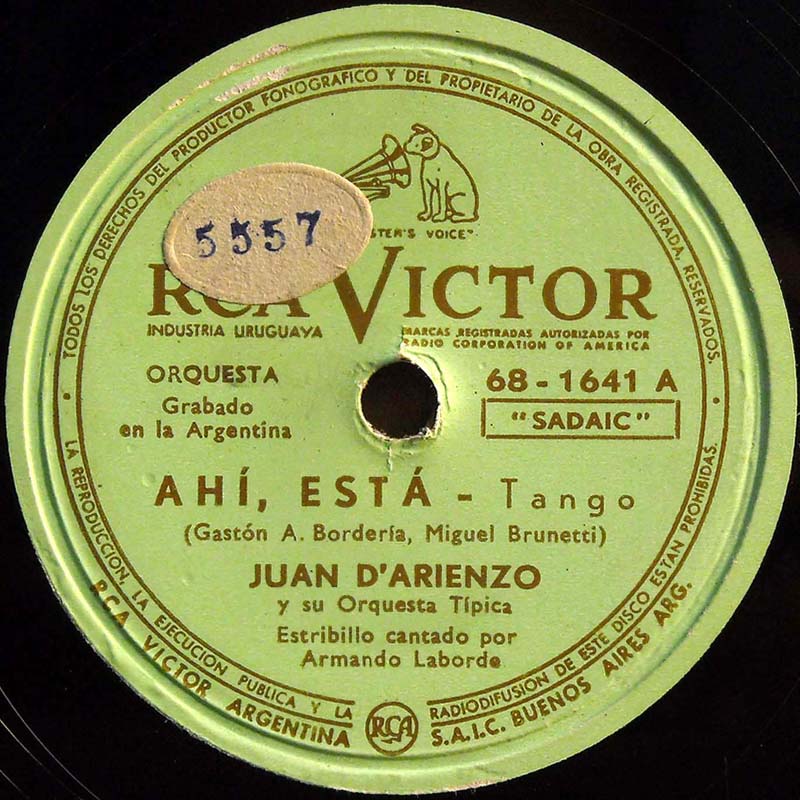 TODOS LOS DERECHOS DEL PRODUCTOR FONOGRAFICO Y DEL PROPIETARIO DE LA OBRA REGISTRADA, RESERVADOS.
5557
STER'S VOICE"
RCA VICTOR
INDUSTRIA URUGUAYA
MARCAS REGISTRADAS AUTORIZADAS POR
RADIO CORPORATION OF AMERICA
ORQUESTA
68-1641 A
Grabado
en la Argentina
"SADAIC"
AHÍ, ESTÁ - Tango
(Gastón A. Bordería, Miguel Brunetti)
JUAN D'ARIENZO
y su Orquesta Típica
Estribillo cantado por
Armando Laborde
LA REPRODUCCION, LA EJECUCION PUBLICA Y LA RADIODIFUSION DE ESTE DISCO ESTAN PROHIBIDAS.
RCA VICTOR ARGENTINA S.A.I.C. BUENOS AIRES ARG.
RCA